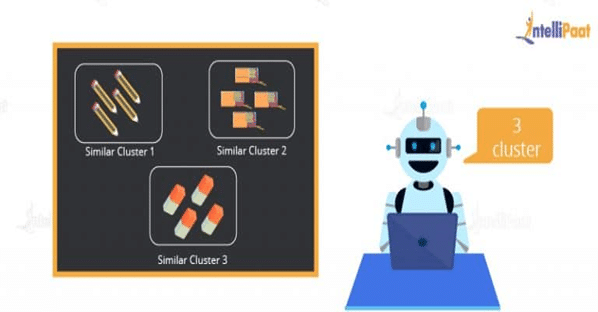 IntelliPaat
Similar Cluster 1
Similar Cluster 2
Similar Cluster 3
3
cluster